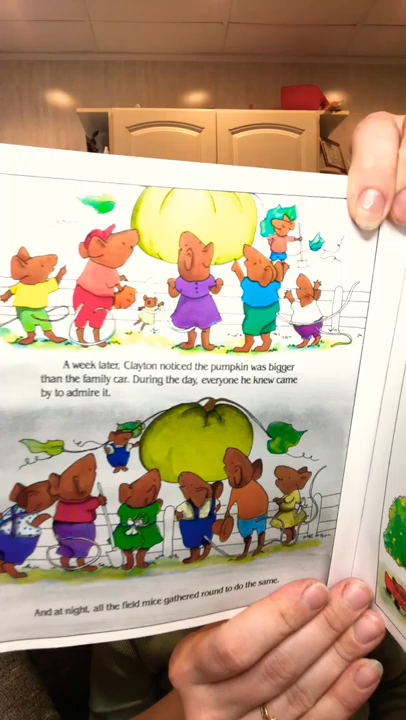 A week later, Clayton noticed the pumpkin was bigger
than the family car. During the day, everyone he knew came
by to admire it.
And at night, all the field mice gathered round to do the same.